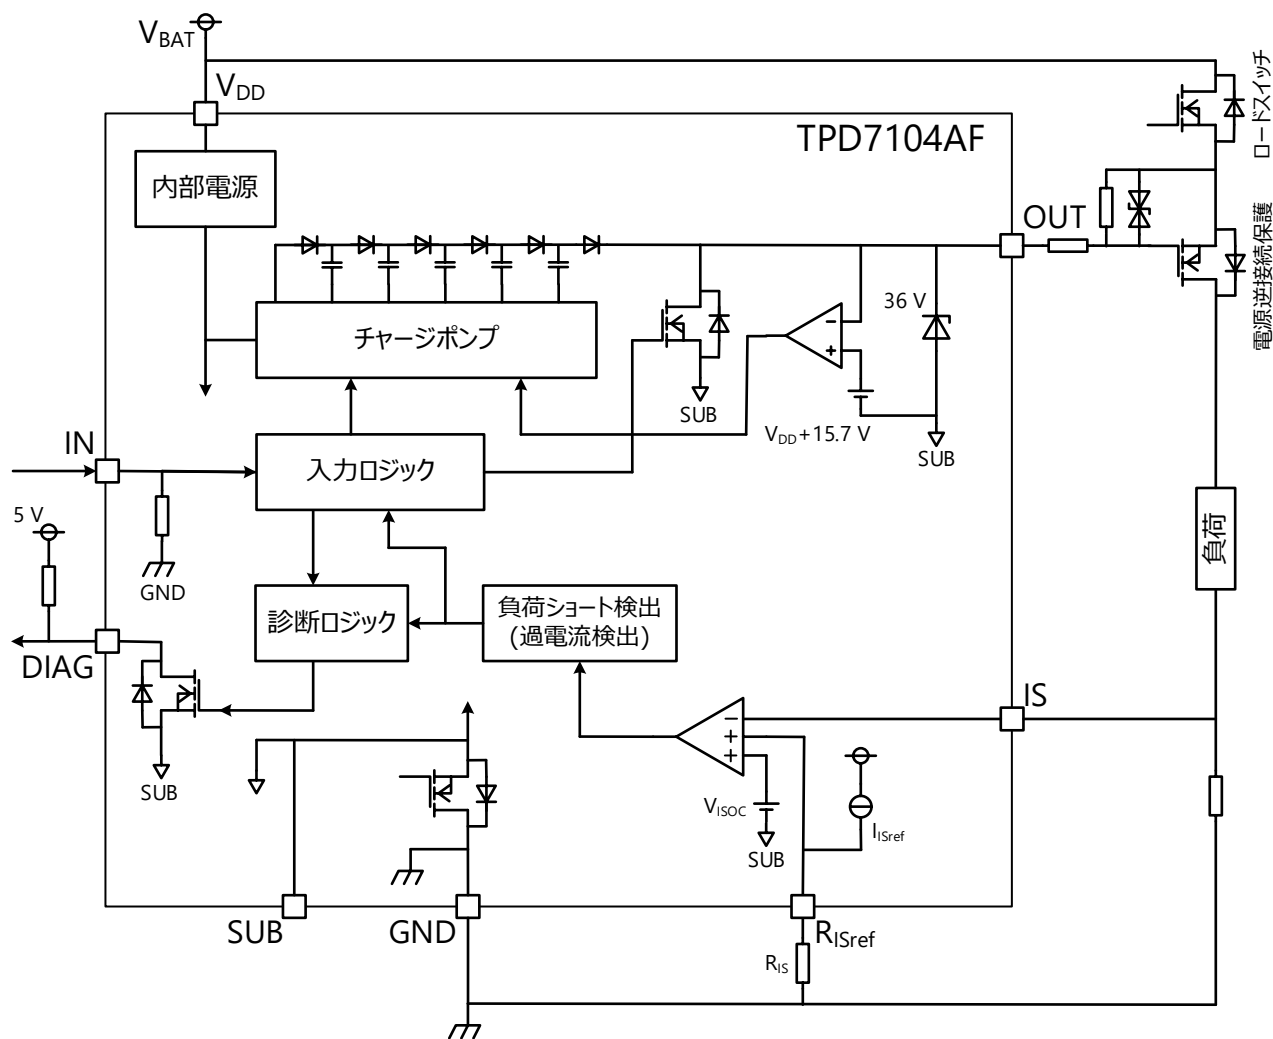 VBAT
VDD
TPD7104AF
ロードスイッチ
内部電源
OUT
電源逆接続保護
36 V
チャージポンプ
SUB
VDD+15.7 V
SUB
IN
入力ロジック
5 V
GND
負荷
診断ロジック
負荷ショート検出
(過電流検出)
DIAG
IS
SUB
VISOC
IISref
SUB
SUB
GND
RISref
RIS